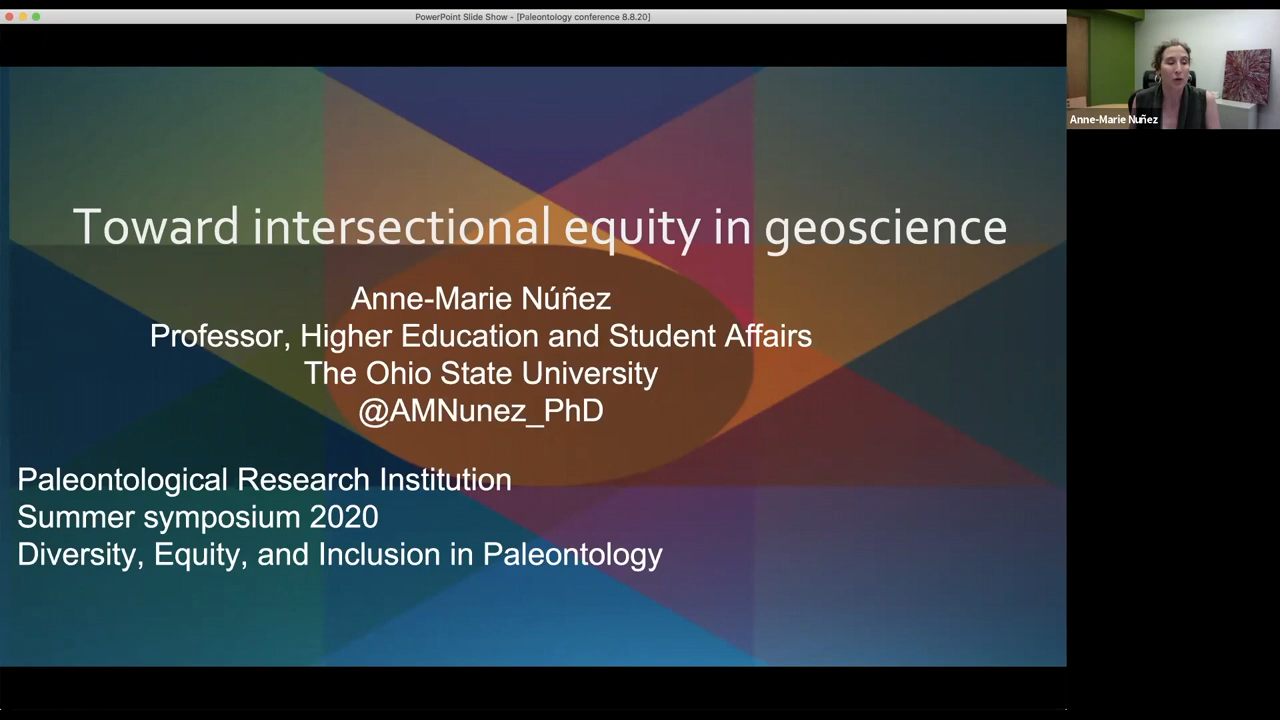 PowerPoint Slide Show - [Paleontology conference 8.8.20]
Toward intersectional equity in geoscience
Anne-Marie Núñez
Professor, Higher Education and Student Affairs
The Ohio State University
@AMNunez_PhD
Paleontological Research Institution
Summer symposium 2020
Diversity, Equity, and Inclusion in Paleontology
Anne-Marie Nuñez